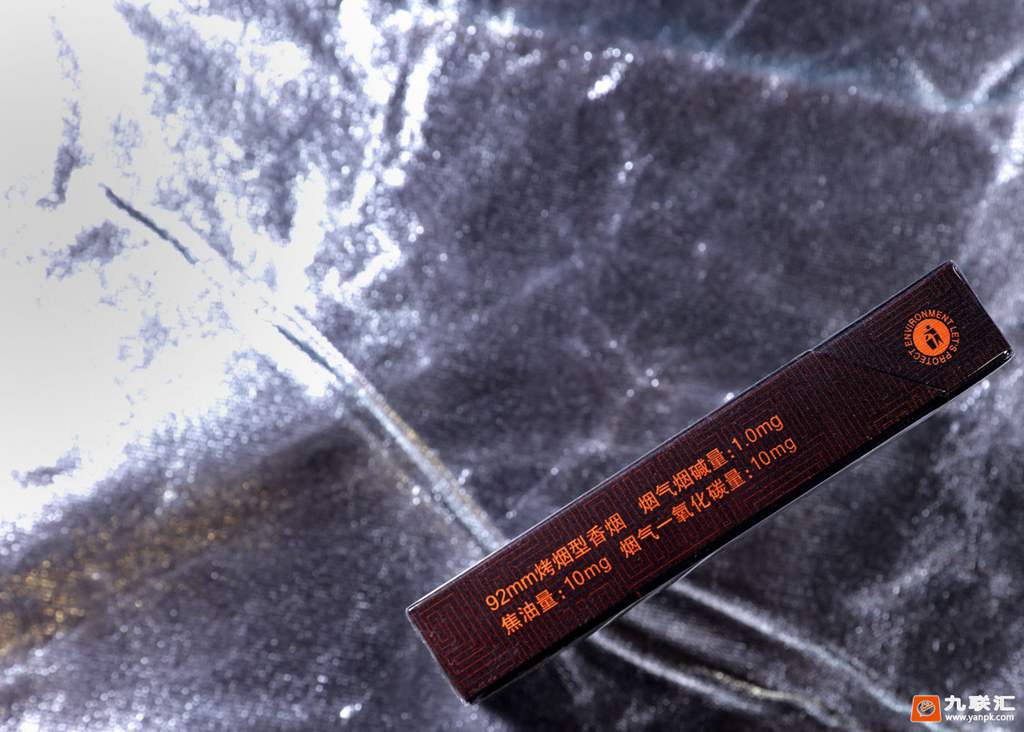 ENVIRONMENT LET'S PROTECT
92mm烤烟型香烟 烟气烟碱量:1.0mg
焦油量:10mg 烟气一氧化碳量:10mg
九联汇
www.yanpk.com